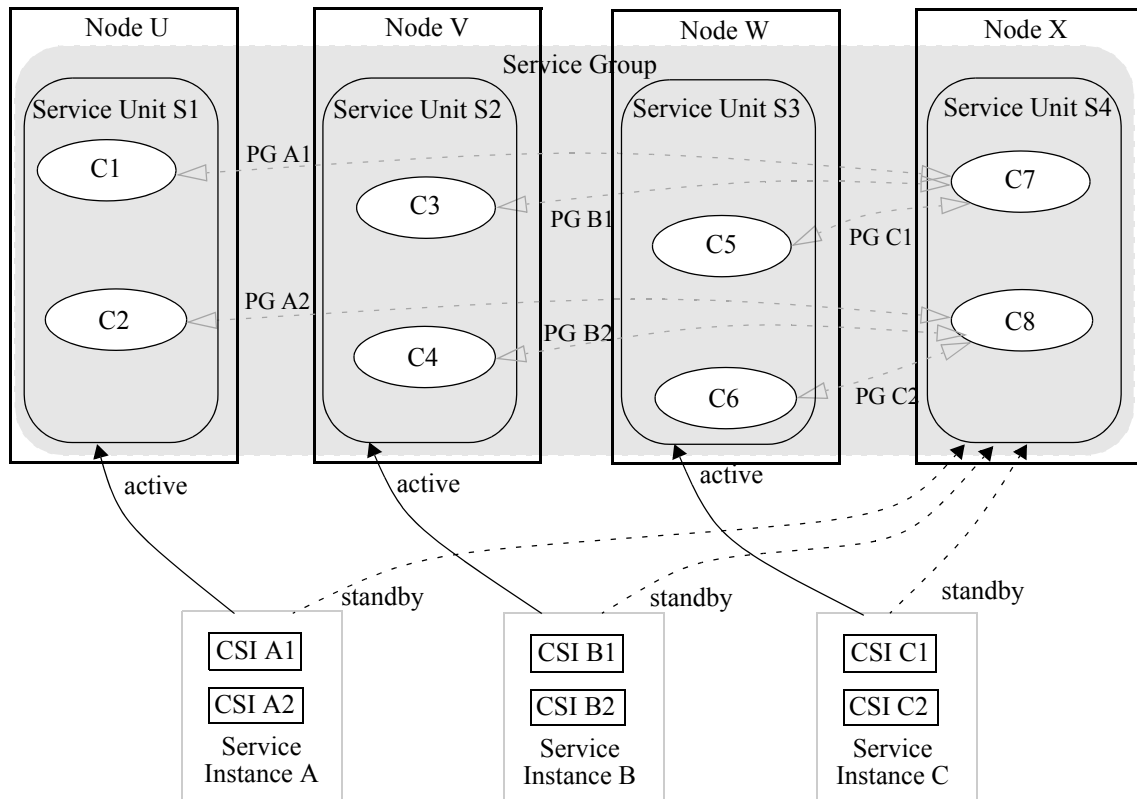 Node U
Node V
Node W
Node X
Service Group
Service Unit S1
Service Unit S2
Service Unit S3
Service Unit S4
C1
PG A1
C7
C3
PG B1
C5
PG C1
C2
PG A2
C8
C4
PG B2
C6
PG C2
active
active
active
standby
standby
standby
CSI A1
CSI B1
CSI C1
CSI A2
CSI B2
CSI C2
Service
Instance A
Service
Instance B
Service
Instance C